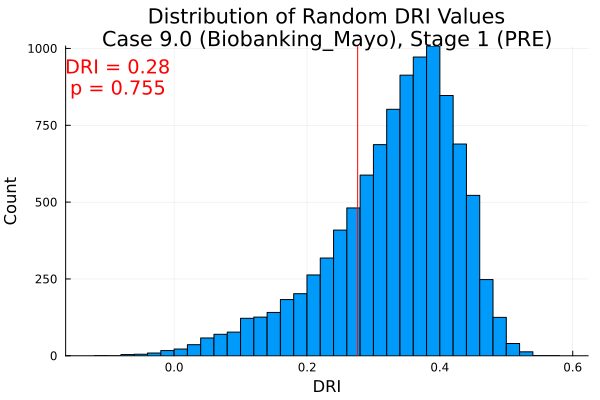 Distribution of Random DRI Values
Case 9.0 (Biobanking_Mayo), Stage 1 (PRE)
DRI = 0.28
p = 0.755
1000
750
500
250
0
Count
0.0
0.2
0.4
0.6
DRI